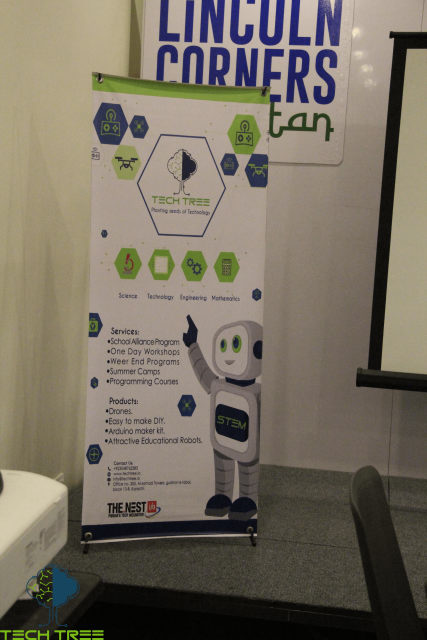 LINCOLN
CORNERS
tan
TECH TREE
Planting seeds of Technology
Science Technology Engineering Mathematics
Services:
•School Alliance Program
•One Day Workshops
•Weer End Programs
•Summer Camps
•Programming Courses
Products:
•Drones.
•Easy to make DIY.
•Arduino maker kit.
•Attractive Educational Robots.
STEM
Contact Us
THE NEST I/O
TECH TREE